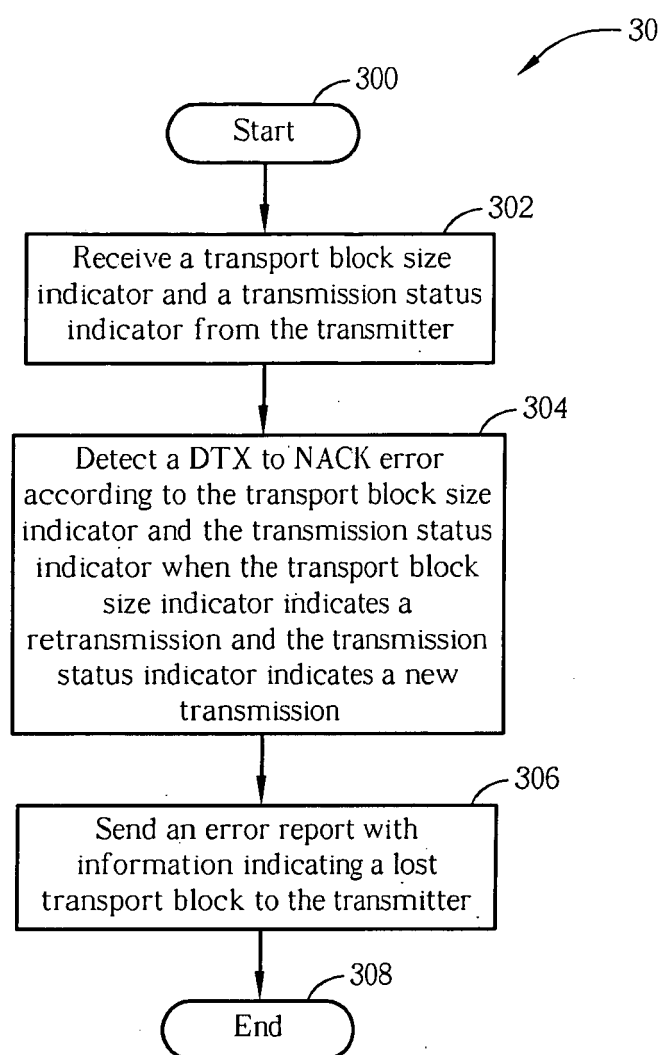 30
300
Start
302
Receive a transport block size
indicator and a transmission status
indicator from the transmitter
304
Detect a DTX to NACK error
according to the transport block size
indicator and the transmission status
indicator when the transport block
size indicator indicates a
retransmission and the transmission
status indicator indicates a new
transmission
306
Send an error report with
information indicating a lost
transport block to the transmitter
308
End